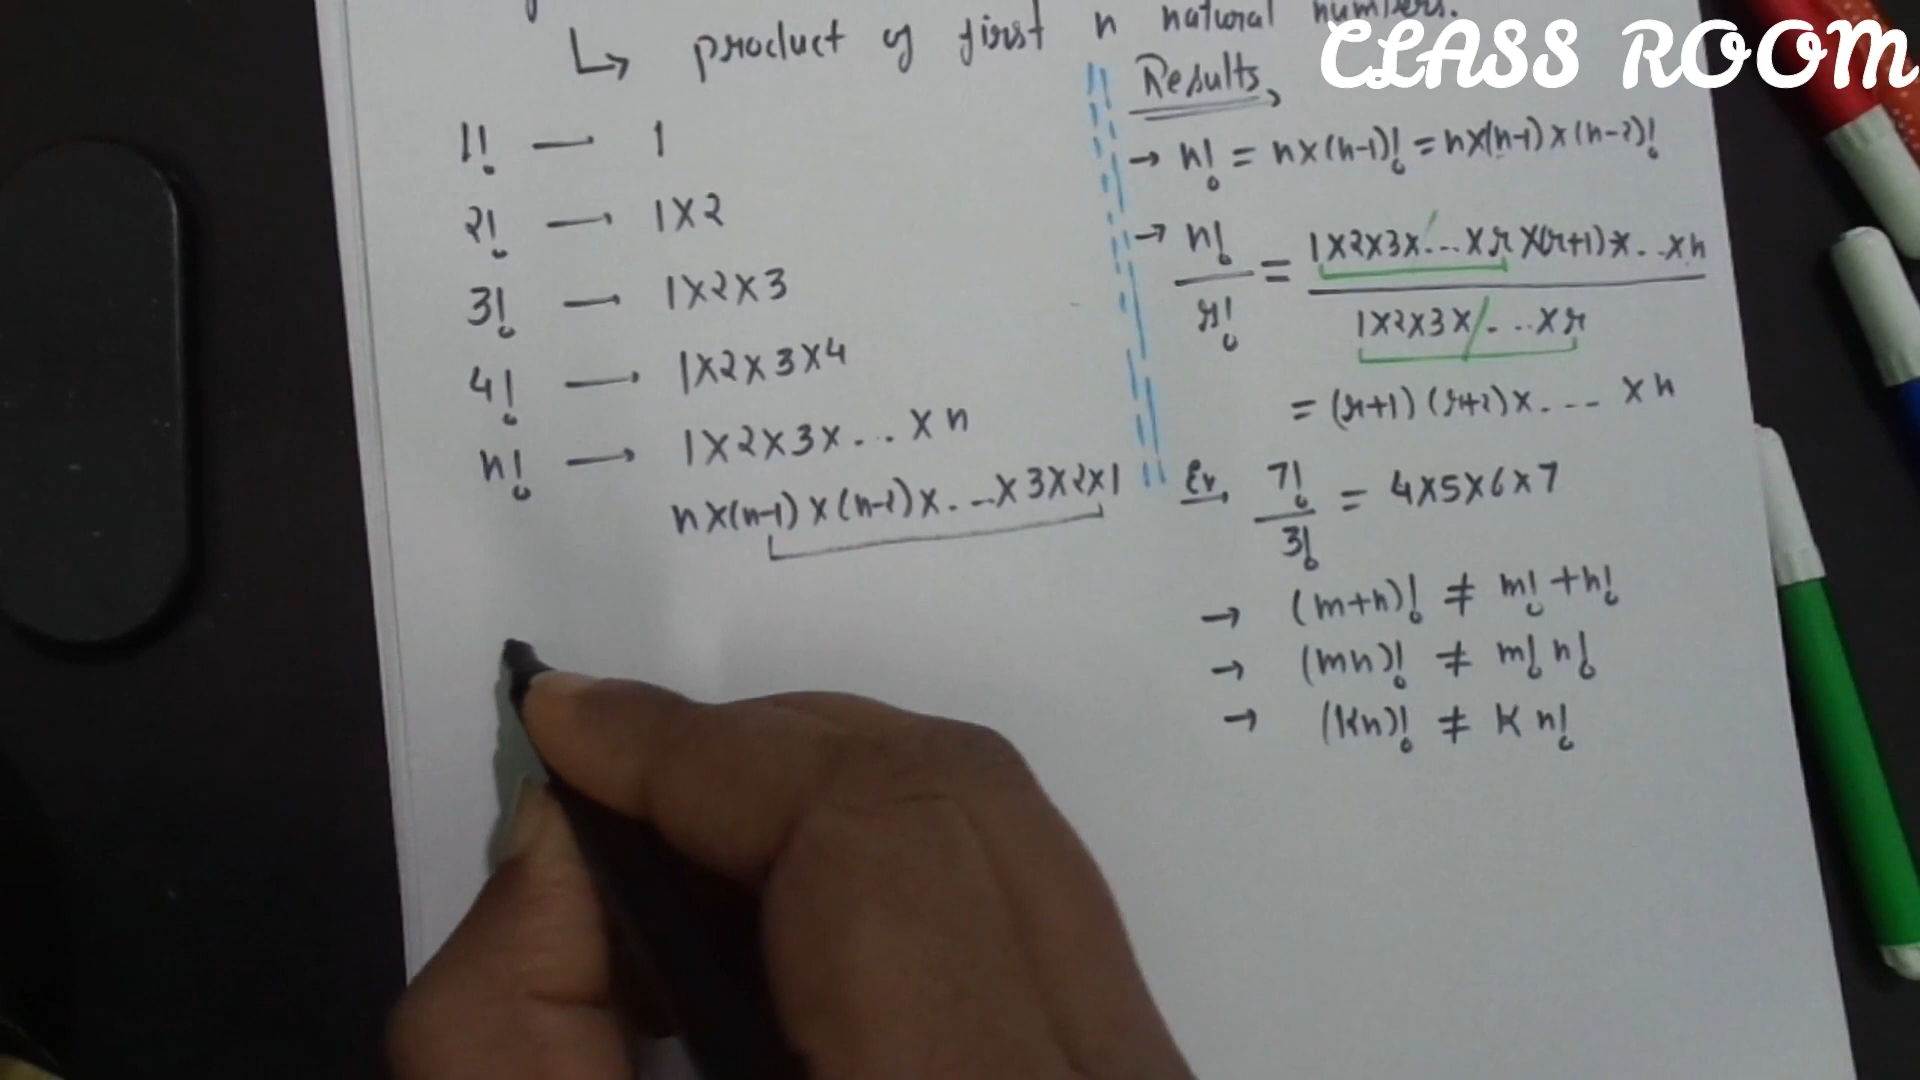 ↳ product of first n natural numbers.
CLASS ROOM
1! — 1
2! → 1×2
3! → 1×2×3
4! → 1×2×3×4
n! → 1×2×3×...×n
n×(n-1)×(n-2)×...×3×2×1
Results,
→ n! = n×(n-1)! = n×(n-1)×(n-2)!
→ n!/r! = 1×2×3×...×r×(r+1)×...×n / 1×2×3×...×r
= (r+1)(r+2)×....×n
Ex. 7!/3! = 4×5×6×7
→ (m+n)! ≠ m!+n!
→ (mn)! ≠ m! n!
→ (kn)! ≠ k n!